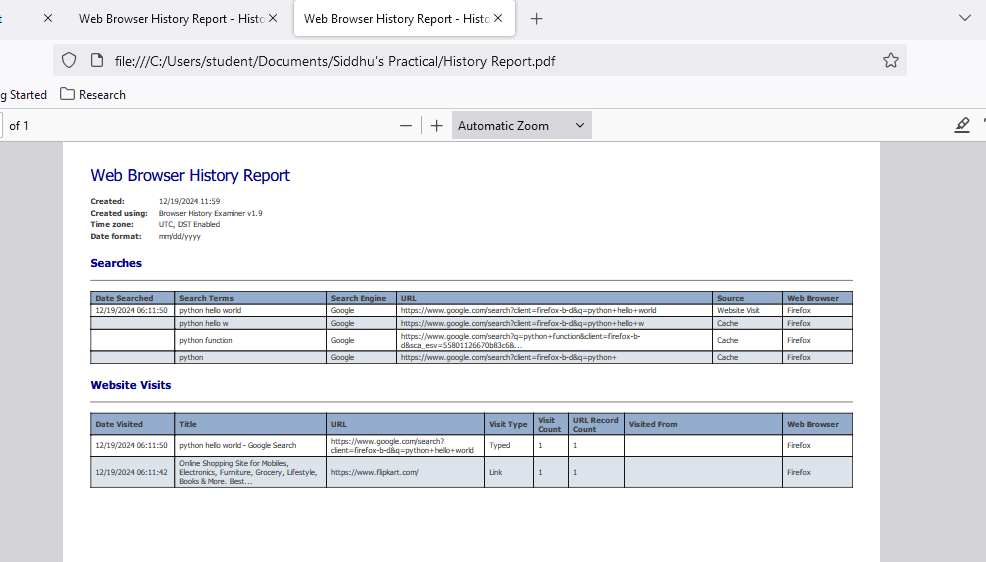 t
Web Browser History Report - Histo
Web Browser History Report - Histo
file:///C:/Users/student/Documents/Siddhu's Practical/History Report.pdf
g Started
Research
of 1
Automatic Zoom
Web Browser History Report
Created: 12/19/2024 11:59
Created using: Browser History Examiner v1.9
Time zone: UTC, DST Enabled
Date format: mm/dd/yyyy
Searches
Date Searched Search Terms Search Engine URL Source Web Browser
12/19/2024 06:11:50 python hello world Google https://www.google.com/search?client=firefox-b-d&q=python+hello+world Website Visit Firefox
python hello w Google https://www.google.com/search?client=firefox-b-d&q=python+hello+w Cache Firefox
python function Google https://www.google.com/search?q=python+function&client=firefox-b-
d&sca_esv=55801126670b83c6&... Cache Firefox
python Google https://www.google.com/search?client=firefox-b-d&q=python+ Cache Firefox
Website Visits
Date Visited Title URL Visit Type Visit Count URL Record Count Visited From Web Browser
12/19/2024 06:11:50 python hello world - Google Search https://www.google.com/search?
client=firefox-b-d&q=python+hello+world Typed 1 1 Firefox
12/19/2024 06:11:42 Online Shopping Site for Mobiles,
Electronics, Furniture, Grocery, Lifestyle,
Books & More. Best... https://www.flipkart.com/ Link 1 1 Firefox